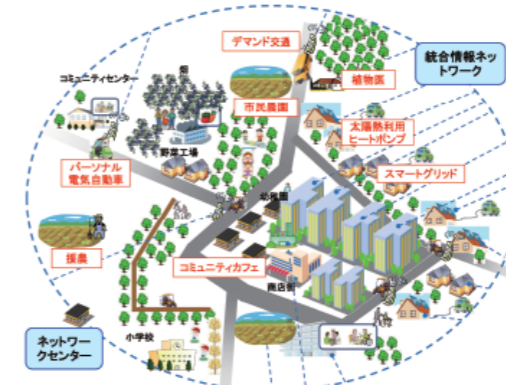 デマンド交通
統合情報ネッ
トワーク
コミュニティセンター
畑
植物園
市民農園
太陽熱利用
ヒートポンプ
野菜工場
パーソナル
電気自動車
スマートグリッド
幼稚園
援農
コミュニティカフェ
商店街
ネットワー
クセンター
小学校